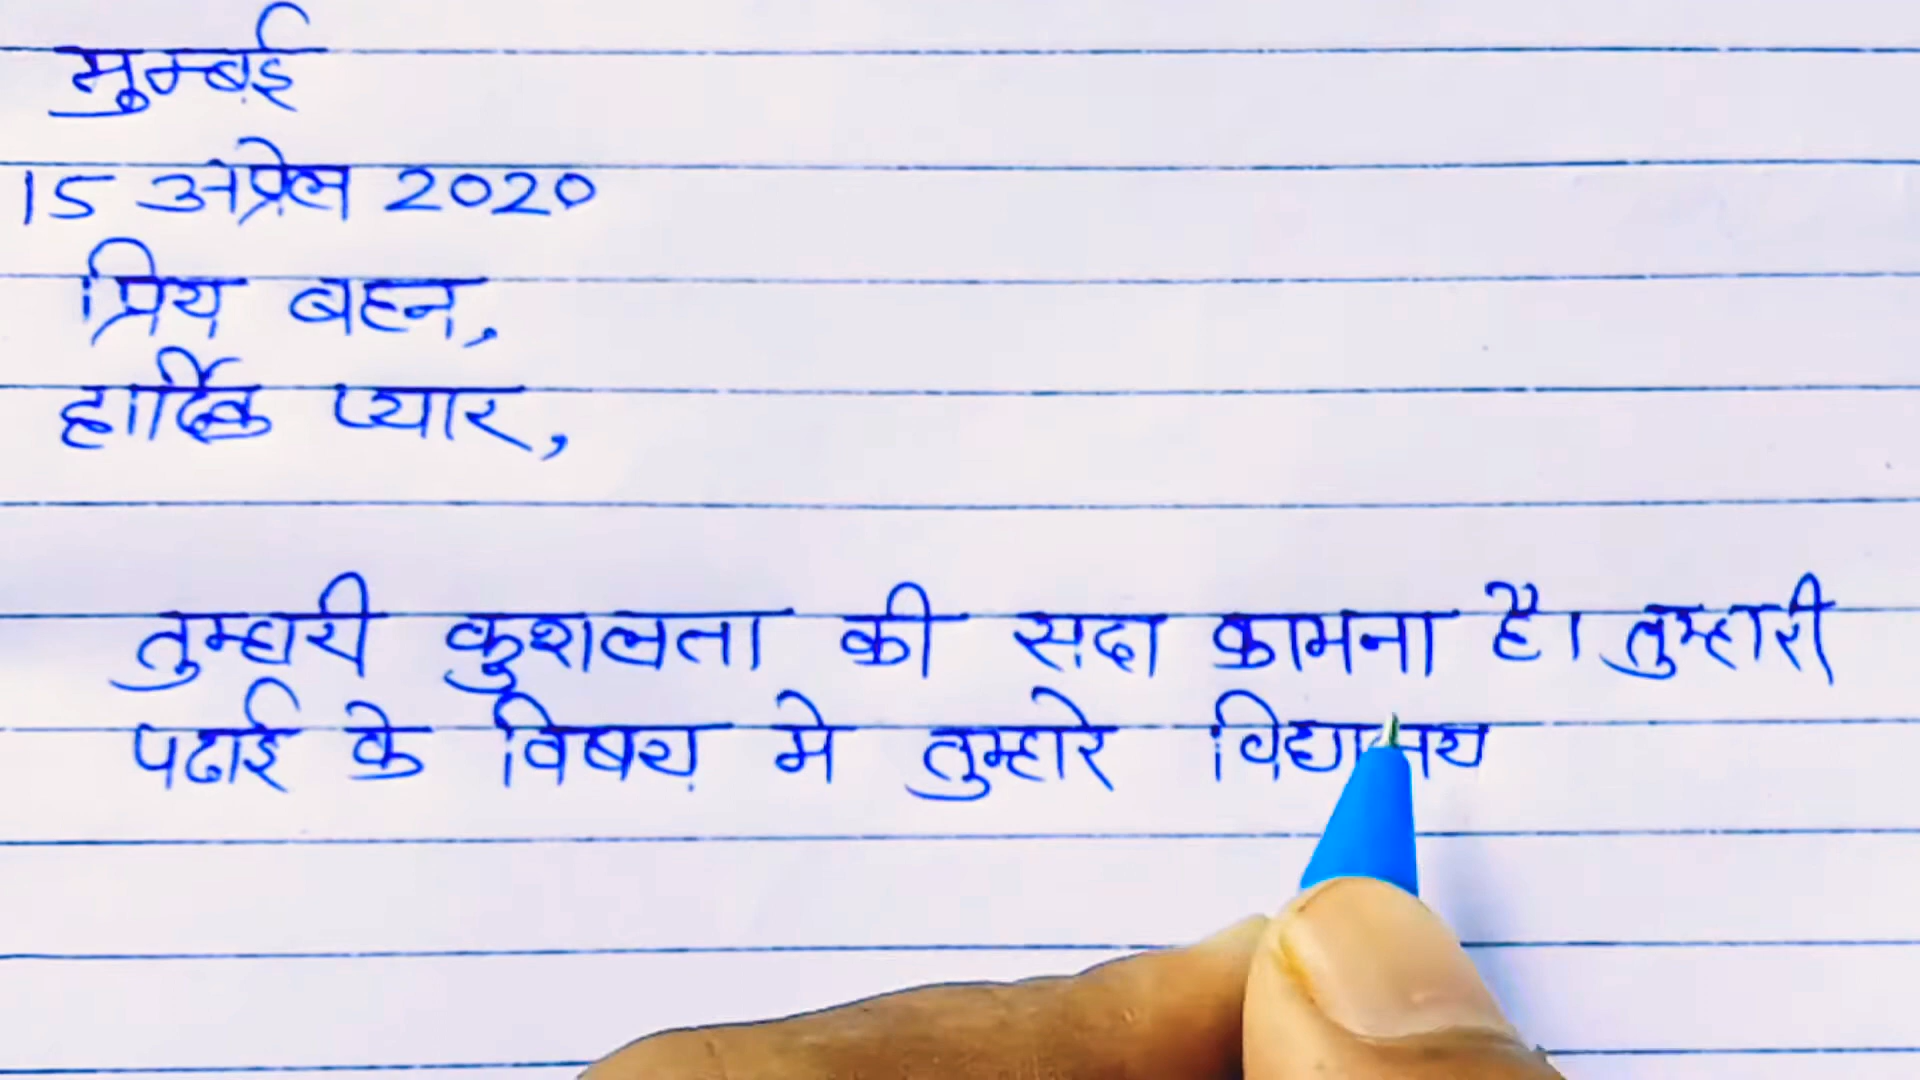 मुम्बई
15 अप्रेल 2020
प्रिय बहन,
हार्दिक प्यार,
तुम्हारी कुशलता की सदा कामना है। तुम्हारी
पढाई के विषय मे तुम्हारे विद्यालय